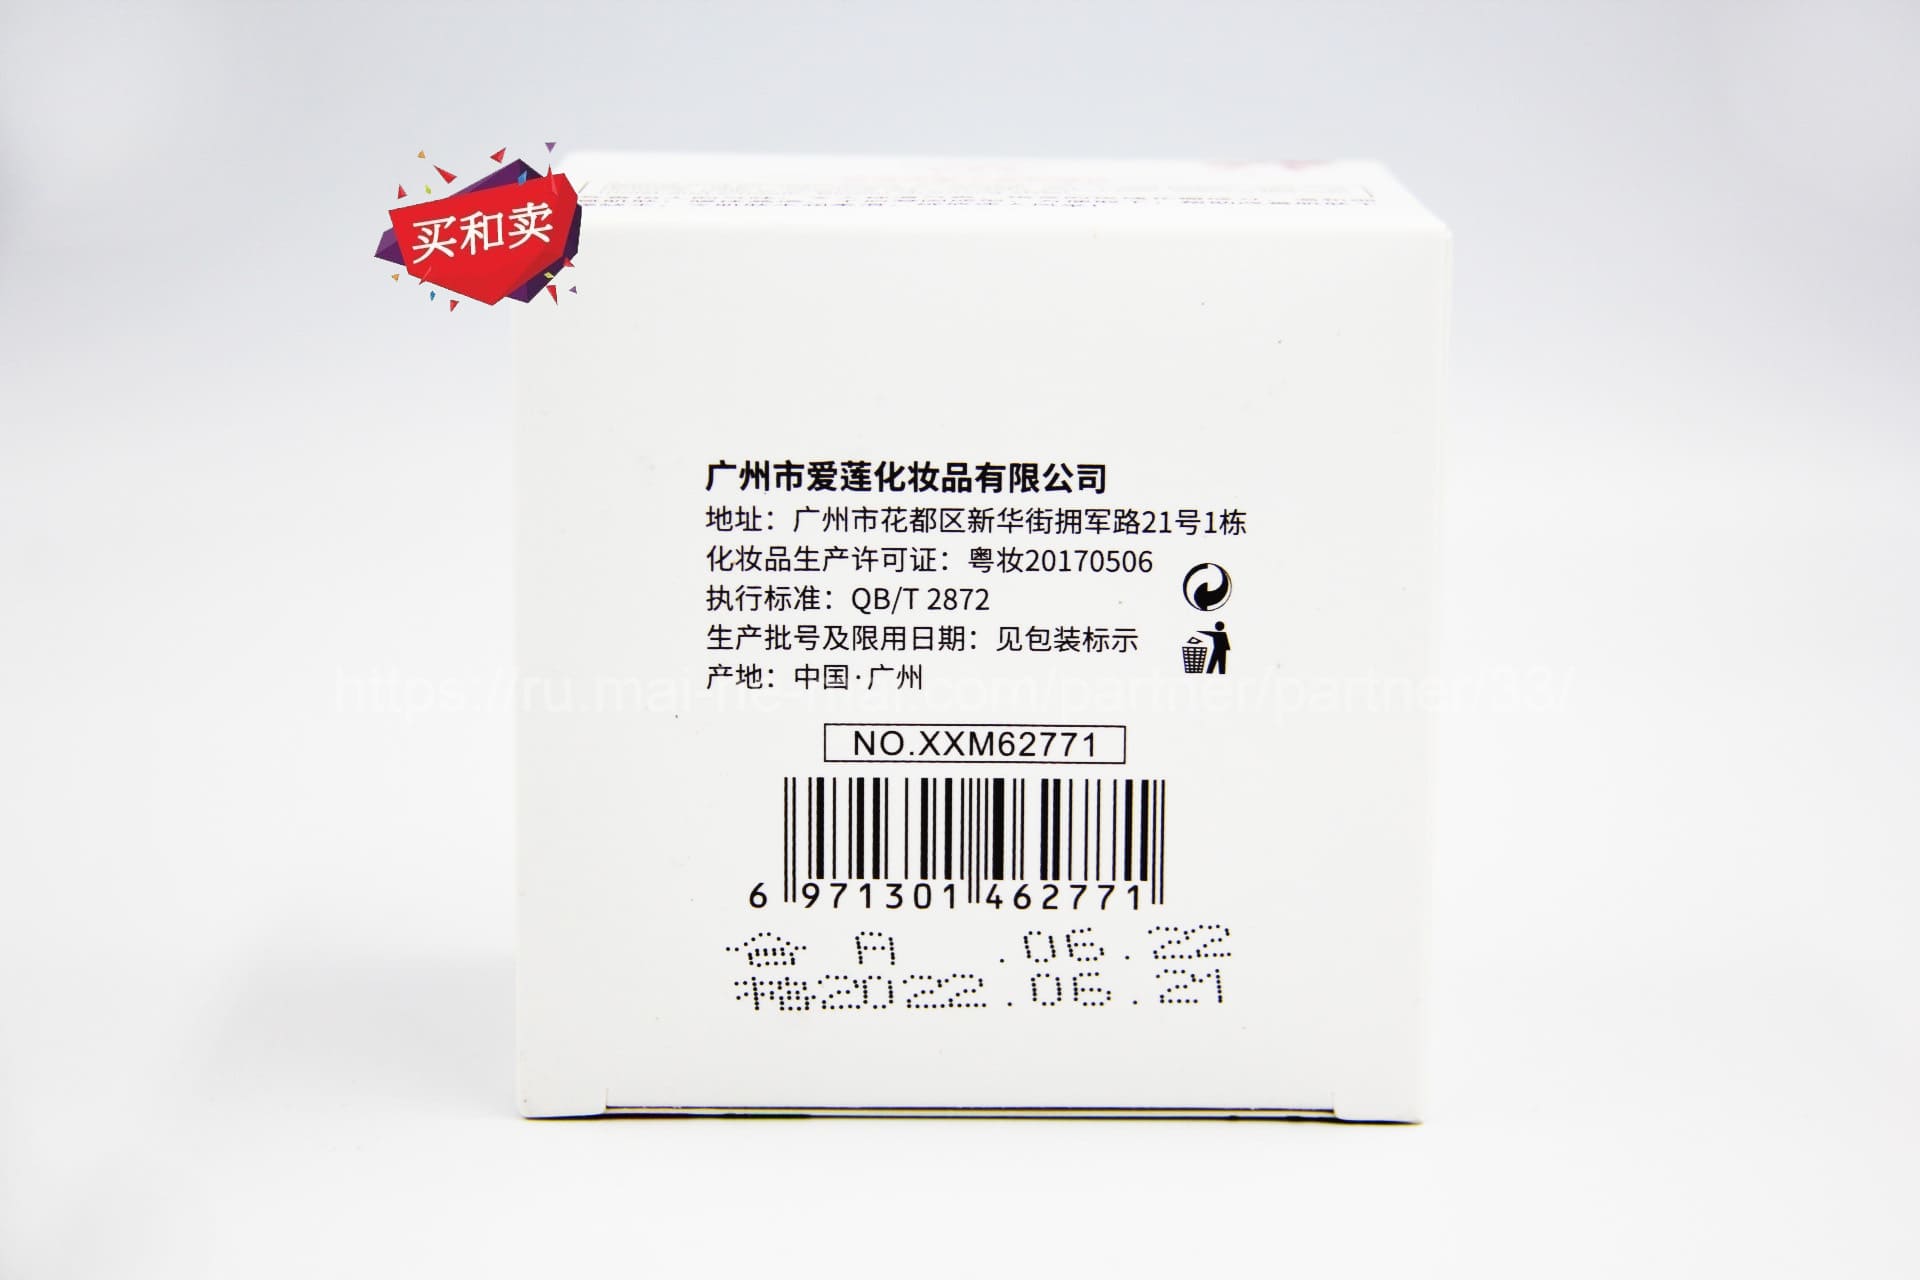 买和卖
广州市爱莲化妆品有限公司
地址：广州市花都区新华街拥军路21号1栋
化妆品生产许可证：粤妆20170506
执行标准：QB/T 2872
生产批号及限用日期：见包装标示
产地：中国·广州
https://ru.mai-he-mai.com/partner/partner/33/
NO.XXM62771
6 971301 462771
.06.22
2022.06.21